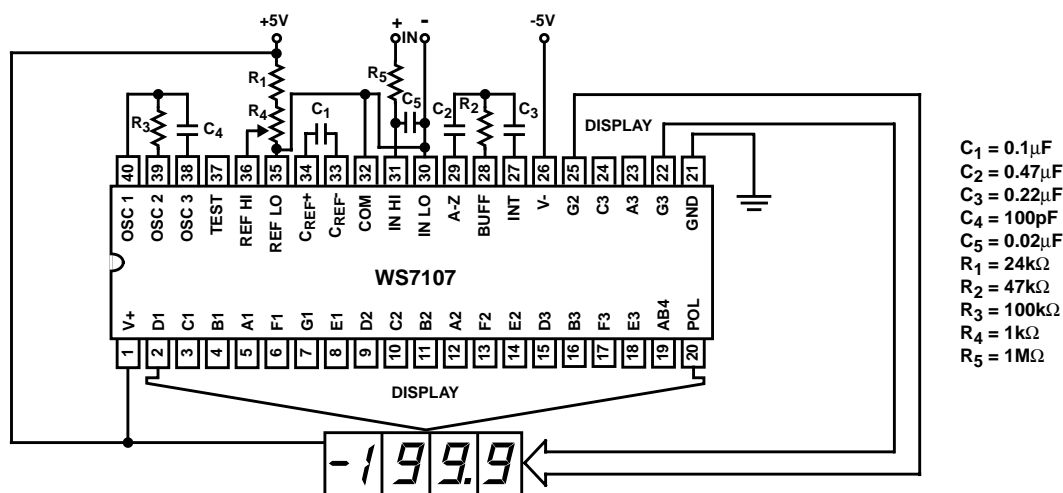 +5V
+
IN
-
-5V
R1
R5
R3
C4
R4
C1
C5
C2
R2
C3
DISPLAY
40 39 38 37 36 35 34 33 32 31 30 29 28 27 26 25 24 23 22 21
OSC 1 OSC 2 OSC 3 TEST REF HI REF LO CREF+ CREF- COM IN HI IN LO A-Z BUFF INT V- G2 C3 A3 G3 GND
WS7107
V+ D1 C1 B1 A1 F1 G1 E1 D2 C2 B2 A2 F2 E2 D3 B3 F3 E3 AB4 POL
1 2 3 4 5 6 7 8 9 10 11 12 13 14 15 16 17 18 19 20
DISPLAY
-199.9
C1 = 0.1μF
C2 = 0.47μF
C3 = 0.22μF
C4 = 100pF
C5 = 0.02μF
R1 = 24kΩ
R2 = 47kΩ
R3 = 100kΩ
R4 = 1kΩ
R5 = 1MΩ